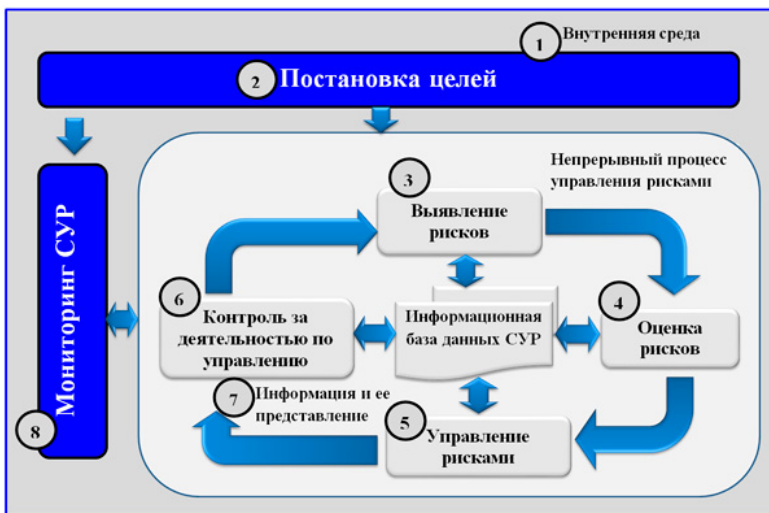 1
Внутренняя среда
2
Постановка целей
Непрерывный процесс
управления рисками
3
Выявление
рисков
Мониторинг СУР
8
6
Контроль за
деятельностью по
управлению
Информационная
база данных СУР
4
Оценка
рисков
7
Информация и ее
представление
5
Управление
рисками